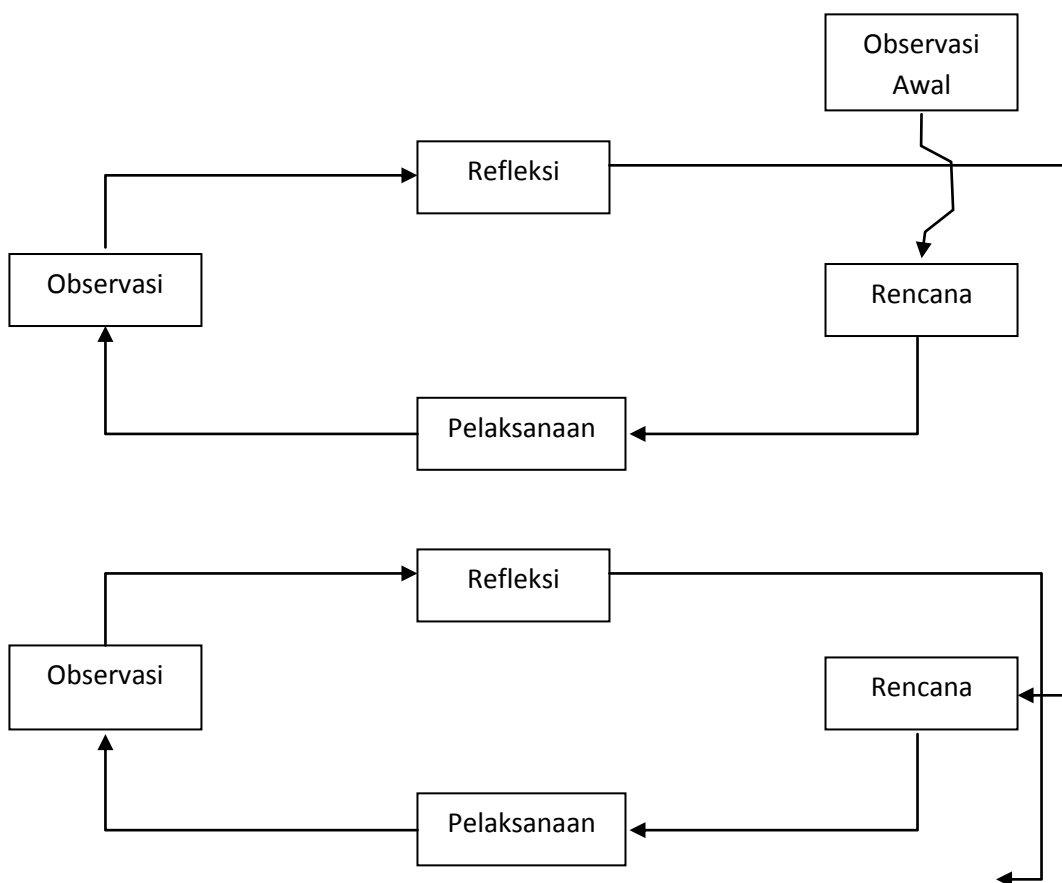 Observasi
Awal
Refleksi
Observasi
Rencana
Pelaksanaan
Refleksi
Observasi
Rencana
Pelaksanaan